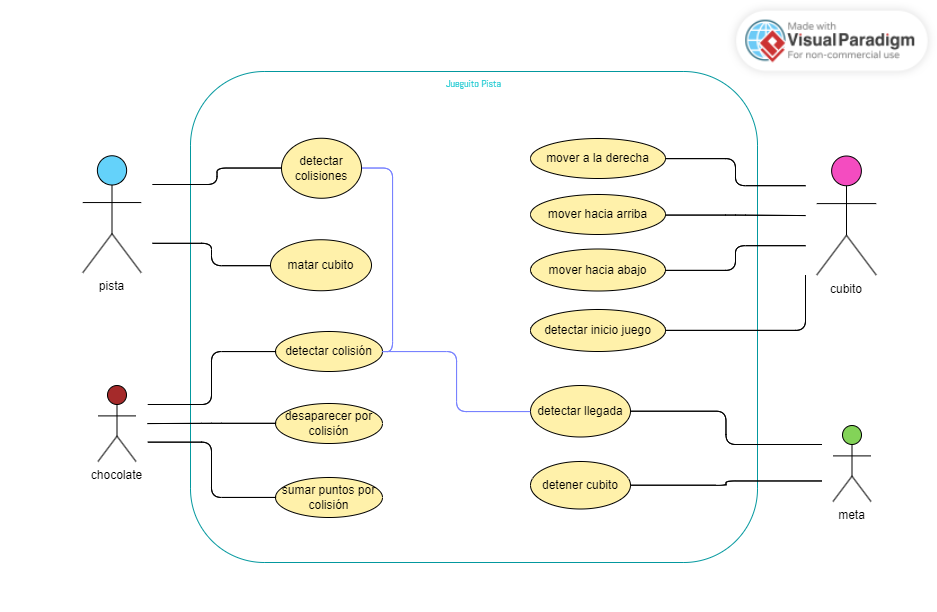 Made with
VisualParadigm
For non-commercial use
Jueguito Pista
detectar
colisiones
mover a la derecha
mover hacia arriba
matar cubito
mover hacia abajo
pista
cubito
detectar inicio juego
detectar colisión
detectar llegada
desaparecer por
colisión
chocolate
detener cubito
sumar puntos por
colisión
meta